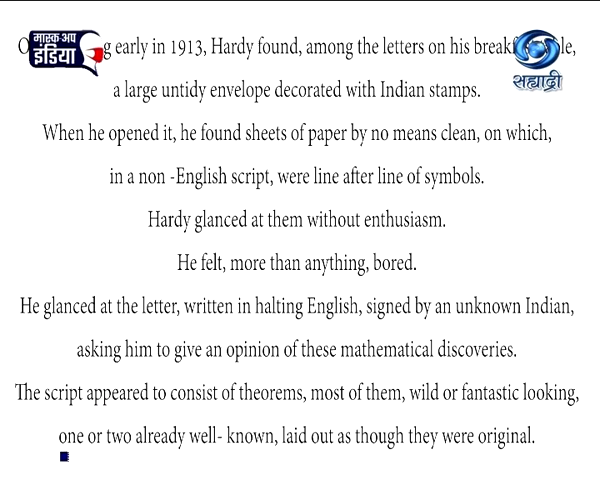 मास्क अप
इंडिया
early in 1913, Hardy found, among the letters on his
सह्याद्री
a large untidy envelope decorated with Indian stamps.
When he opened it, he found sheets of paper by no means clean, on which,
in a non -English script, were line after line of symbols.
Hardy glanced at them without enthusiasm.
He felt, more than anything, bored.
He glanced at the letter, written in halting English, signed by an unknown Indian,
asking him to give an opinion of these mathematical discoveries.
The script appeared to consist of theorems, most of them, wild or fantastic looking,
one or two already well- known, laid out as though they were original.